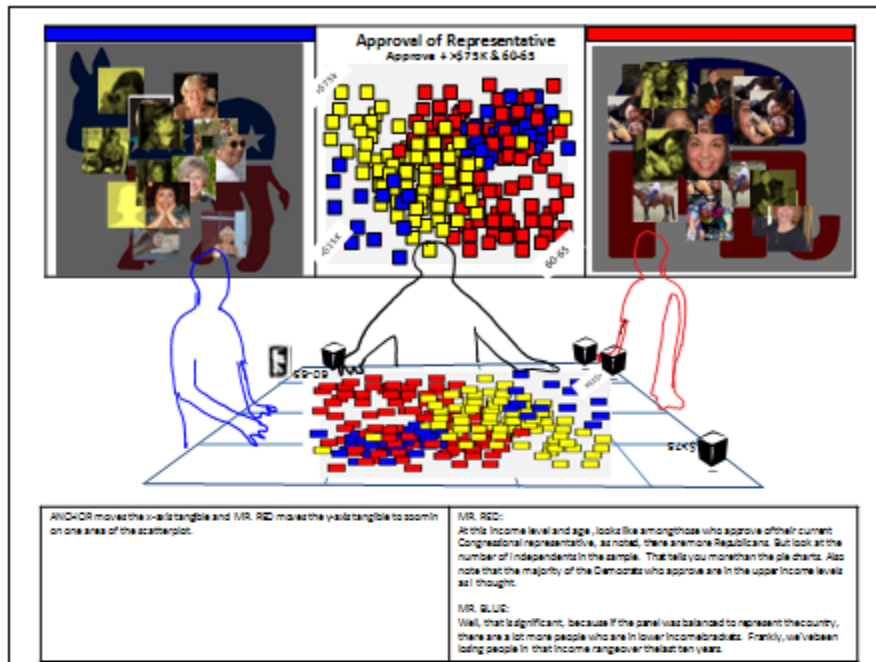 Approval of Representative
Approve + >$75K & 60-65
>$75K
60-65
60-65
ANCHOR moves the x-axis tangible and MR. RED moves the y-axis tangible to zoom in
on one area of the scatterplot.
MR. RED:
At this income level and age, looks like among those who approve of their current
Congressional representative, as noted, there are more Republicans. But look at the
number of Independents in the sample. That tells you more than the pie charts. Also
note that the majority of the Democrats who approve are in the upper income levels
as I thought.
MR. BLUE:
Well, that is significant, because if the panel was balanced to represent the country,
there are a lot more people who are in lower income brackets. Frankly, we've been
losing people in that income range over the last ten years.